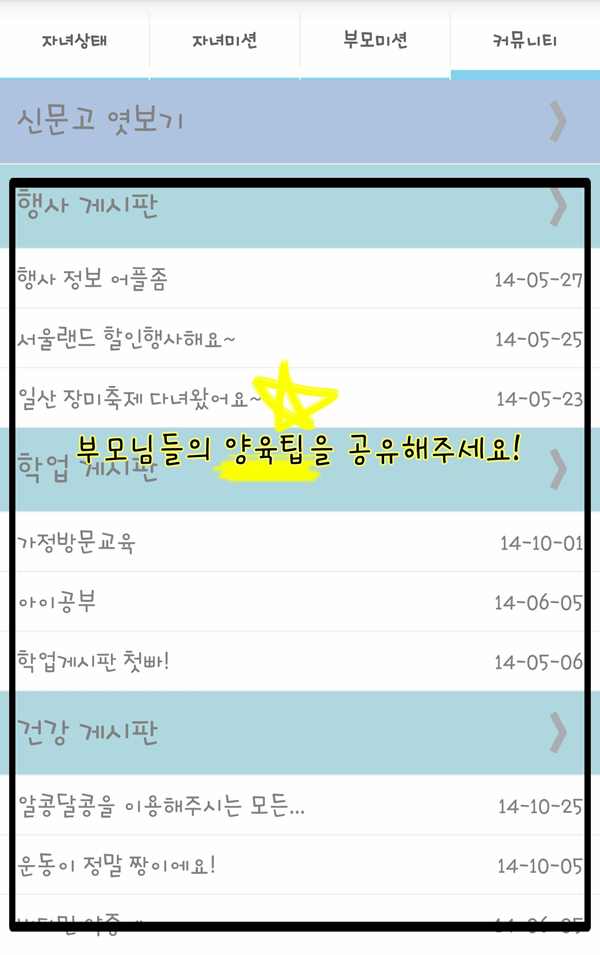 자녀상태 자녀미션 부모미션 커뮤니티
신문고 엿보기
행사 게시판
행사 정보 어플좀 14-05-27
서울랜드 할인행사해요~ 14-05-25
일산 장미축제 다녀왔어요~ 14-05-23
부모님들의 양육팁을 공유해주세요!
학업 게시판
가정방문교육 14-10-01
아이공부 14-06-05
학업게시판 첫빠! 14-05-06
건강 게시판
알콩달콩을 이용해주시는 모든... 14-10-25
운동이 정말 짱이에요! 14-10-05
14-06-05